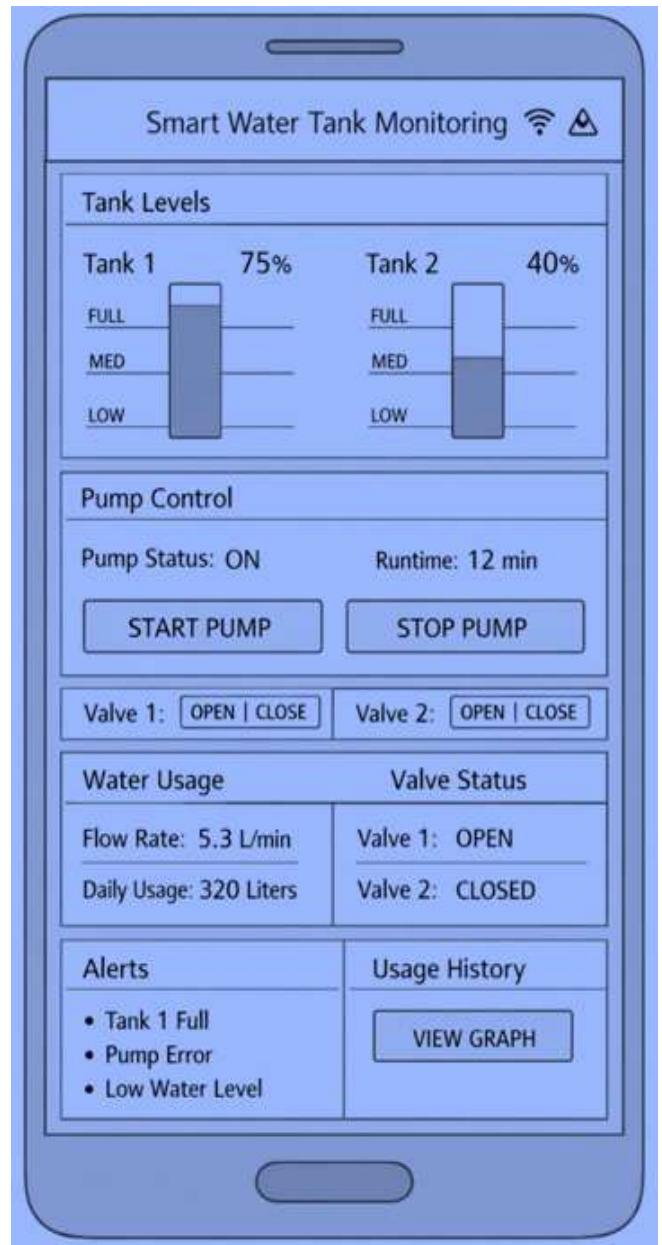 Smart Water Tank Monitoring
Tank Levels
Tank 1 75% Tank 2 40%
FULL FULL
MED MED
LOW LOW
Pump Control
Pump Status: ON Runtime: 12 min
START PUMP STOP PUMP
Valve 1: OPEN | CLOSE Valve 2: OPEN | CLOSE
Water Usage Valve Status
Flow Rate: 5.3 L/min Valve 1: OPEN
Daily Usage: 320 Liters Valve 2: CLOSED
Alerts Usage History
• Tank 1 Full
• Pump Error VIEW GRAPH
• Low Water Level